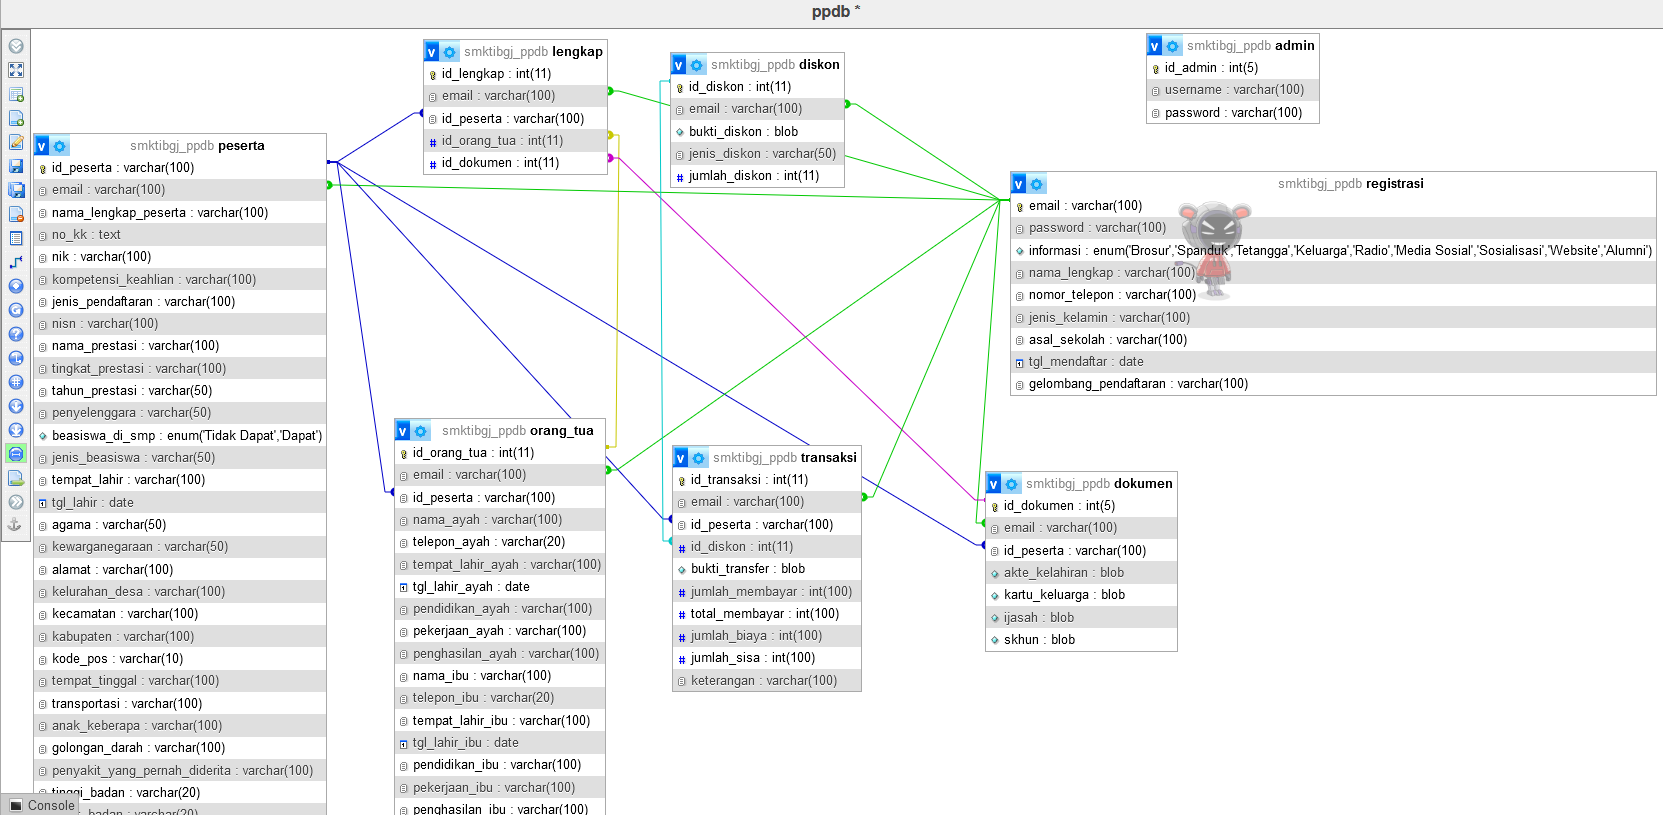 ppdb *
smktibgj_ppdb peserta
id_peserta : varchar(100)
email : varchar(100)
nama_lengkap_peserta : varchar(100)
no_kk : text
nik : varchar(100)
kompetensi_keahlian : varchar(100)
jenis_pendaftaran : varchar(100)
nisn : varchar(100)
nama_prestasi : varchar(100)
tingkat_prestasi : varchar(100)
tahun_prestasi : varchar(50)
penyelenggara : varchar(50)
beasiswa_di_smp : enum('Tidak Dapat','Dapat')
jenis_beasiswa : varchar(50)
tempat_lahir : varchar(100)
tgl_lahir : date
agama : varchar(50)
kewarganegaraan : varchar(50)
alamat : varchar(100)
kelurahan_desa : varchar(100)
kecamatan : varchar(100)
kabupaten : varchar(100)
kode_pos : varchar(10)
tempat_tinggal : varchar(100)
transportasi : varchar(100)
anak_keberapa : varchar(100)
golongan_darah : varchar(100)
penyakit_yang_pernah_diderita : varchar(100)
tinggi_badan : varchar(20)
_badan : varchar(20)
Console
smktibgj_ppdb lengkap
id_lengkap : int(11)
email : varchar(100)
id_peserta : varchar(100)
id_orang_tua : int(11)
id_dokumen : int(11)
smktibgj_ppdb orang_tua
id_orang_tua : int(11)
email : varchar(100)
id_peserta : varchar(100)
nama_ayah : varchar(100)
telepon_ayah : varchar(20)
tempat_lahir_ayah : varchar(100)
tgl_lahir_ayah : date
pendidikan_ayah : varchar(100)
pekerjaan_ayah : varchar(100)
penghasilan_ayah : varchar(100)
nama_ibu : varchar(100)
telepon_ibu : varchar(20)
tempat_lahir_ibu : varchar(100)
tgl_lahir_ibu : date
pendidikan_ibu : varchar(100)
pekerjaan_ibu : varchar(100)
penghasilan_ibu : varchar(100)
smktibgj_ppdb diskon
id_diskon : int(11)
email : varchar(100)
bukti_diskon : blob
jenis_diskon : varchar(50)
jumlah_diskon : int(11)
smktibgj_ppdb transaksi
id_transaksi : int(11)
email : varchar(100)
id_peserta : varchar(100)
id_diskon : int(11)
bukti_transfer : blob
jumlah_membayar : int(100)
total_membayar : int(100)
jumlah_biaya : int(100)
jumlah_sisa : int(100)
keterangan : varchar(100)
smktibgj_ppdb admin
id_admin : int(5)
username : varchar(100)
password : varchar(100)
smktibgj_ppdb registrasi
email : varchar(100)
password : varchar(100)
informasi : enum('Brosur','Spanduk','Tetangga','Keluarga','Radio','Media Sosial','Sosialisasi','Website','Alumni')
nama_lengkap : varchar(100)
nomor_telepon : varchar(100)
jenis_kelamin : varchar(100)
asal_sekolah : varchar(100)
tgl_mendaftar : date
gelombang_pendaftaran : varchar(100)
smktibgj_ppdb dokumen
id_dokumen : int(5)
email : varchar(100)
id_peserta : varchar(100)
akte_kelahiran : blob
kartu_keluarga : blob
ijasah : blob
skhun : blob